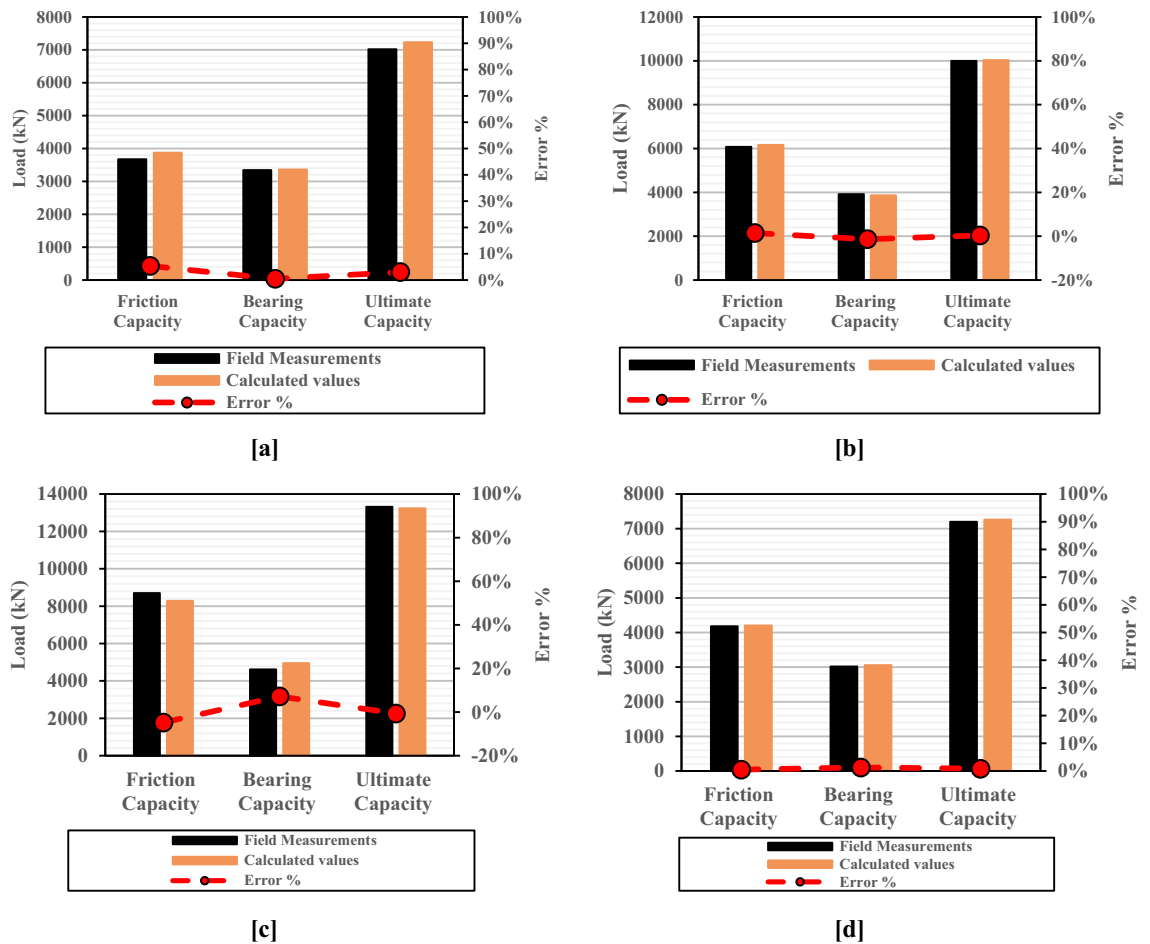 8000
7000
6000
5000
4000
3000
2000
1000
0
Load (kN)
100%
90%
80%
70%
60%
50%
40%
30%
20%
10%
0%
Error %
Friction
Capacity
Bearing
Capacity
Ultimate
Capacity
Field Measurements
Calculated values
Error %
[a]
12000
10000
8000
6000
4000
2000
0
Load (kN)
100%
80%
60%
40%
20%
0%
-20%
Error %
Friction
Capacity
Bearing
Capacity
Ultimate
Capacity
Field Measurements
Calculated values
Error %
[b]
14000
12000
10000
8000
6000
4000
2000
0
Load (kN)
100%
80%
60%
40%
20%
0%
-20%
Error %
Friction
Capacity
Bearing
Capacity
Ultimate
Capacity
Field Measurements
Calculated values
Error %
[c]
8000
7000
6000
5000
4000
3000
2000
1000
0
Load (kN)
100%
90%
80%
70%
60%
50%
40%
30%
20%
10%
0%
Error %
Friction
Capacity
Bearing
Capacity
Ultimate
Capacity
Field Measurements
Calculated values
Error %
[d]